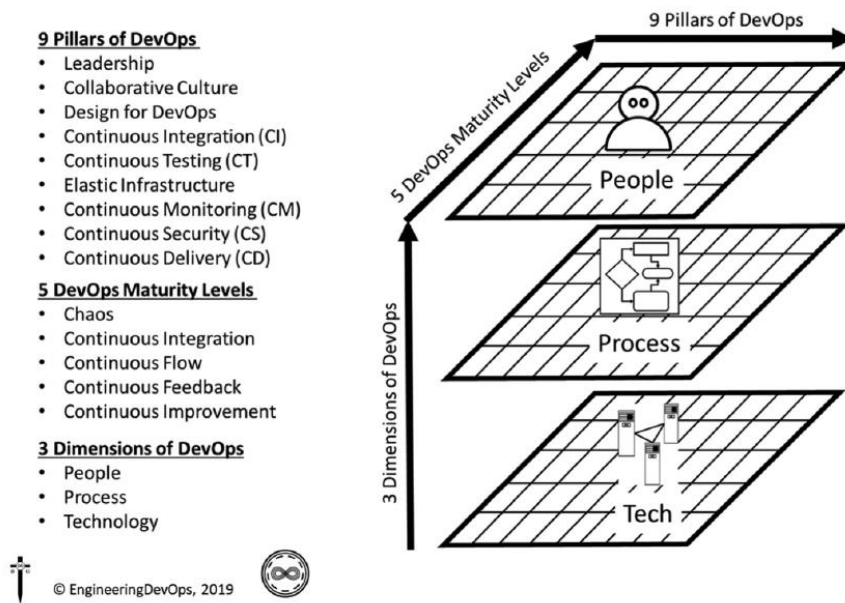 9 Pillars of DevOps
• Leadership
• Collaborative Culture
• Design for DevOps
• Continuous Integration (CI)
• Continuous Testing (CT)
• Elastic Infrastructure
• Continuous Monitoring (CM)
• Continuous Security (CS)
• Continuous Delivery (CD)
5 DevOps Maturity Levels
• Chaos
• Continuous Integration
• Continuous Flow
• Continuous Feedback
• Continuous Improvement
3 Dimensions of DevOps
• People
• Process
• Technology
© EngineeringDevOps, 2019
9 Pillars of DevOps
5 DevOps Maturity Levels
3 Dimensions of DevOps
People
Process
Tech